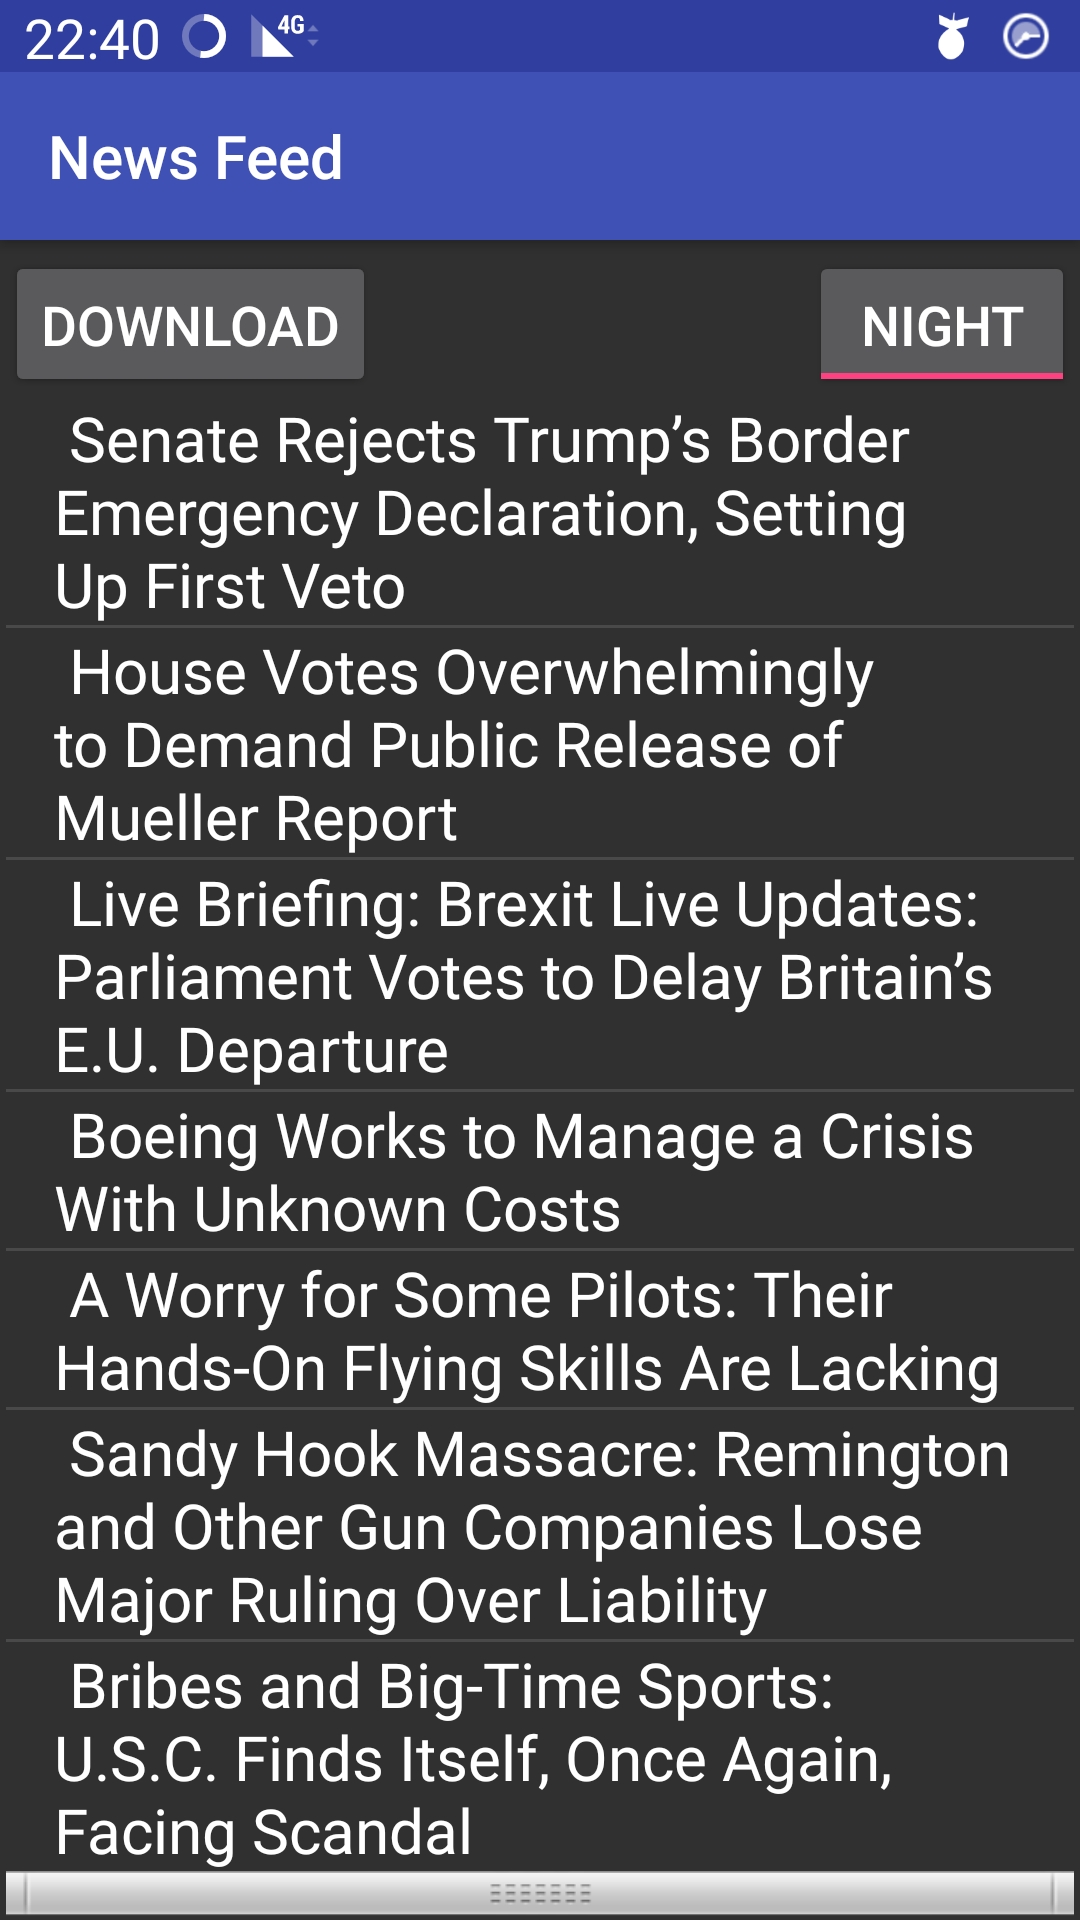 22:40 4G
News Feed
DOWNLOAD NIGHT
Senate Rejects Trump’s Border
Emergency Declaration, Setting
Up First Veto
House Votes Overwhelmingly
to Demand Public Release of
Mueller Report
Live Briefing: Brexit Live Updates:
Parliament Votes to Delay Britain’s
E.U. Departure
Boeing Works to Manage a Crisis
With Unknown Costs
A Worry for Some Pilots: Their
Hands-On Flying Skills Are Lacking
Sandy Hook Massacre: Remington
and Other Gun Companies Lose
Major Ruling Over Liability
Bribes and Big-Time Sports:
U.S.C. Finds Itself, Once Again,
Facing Scandal